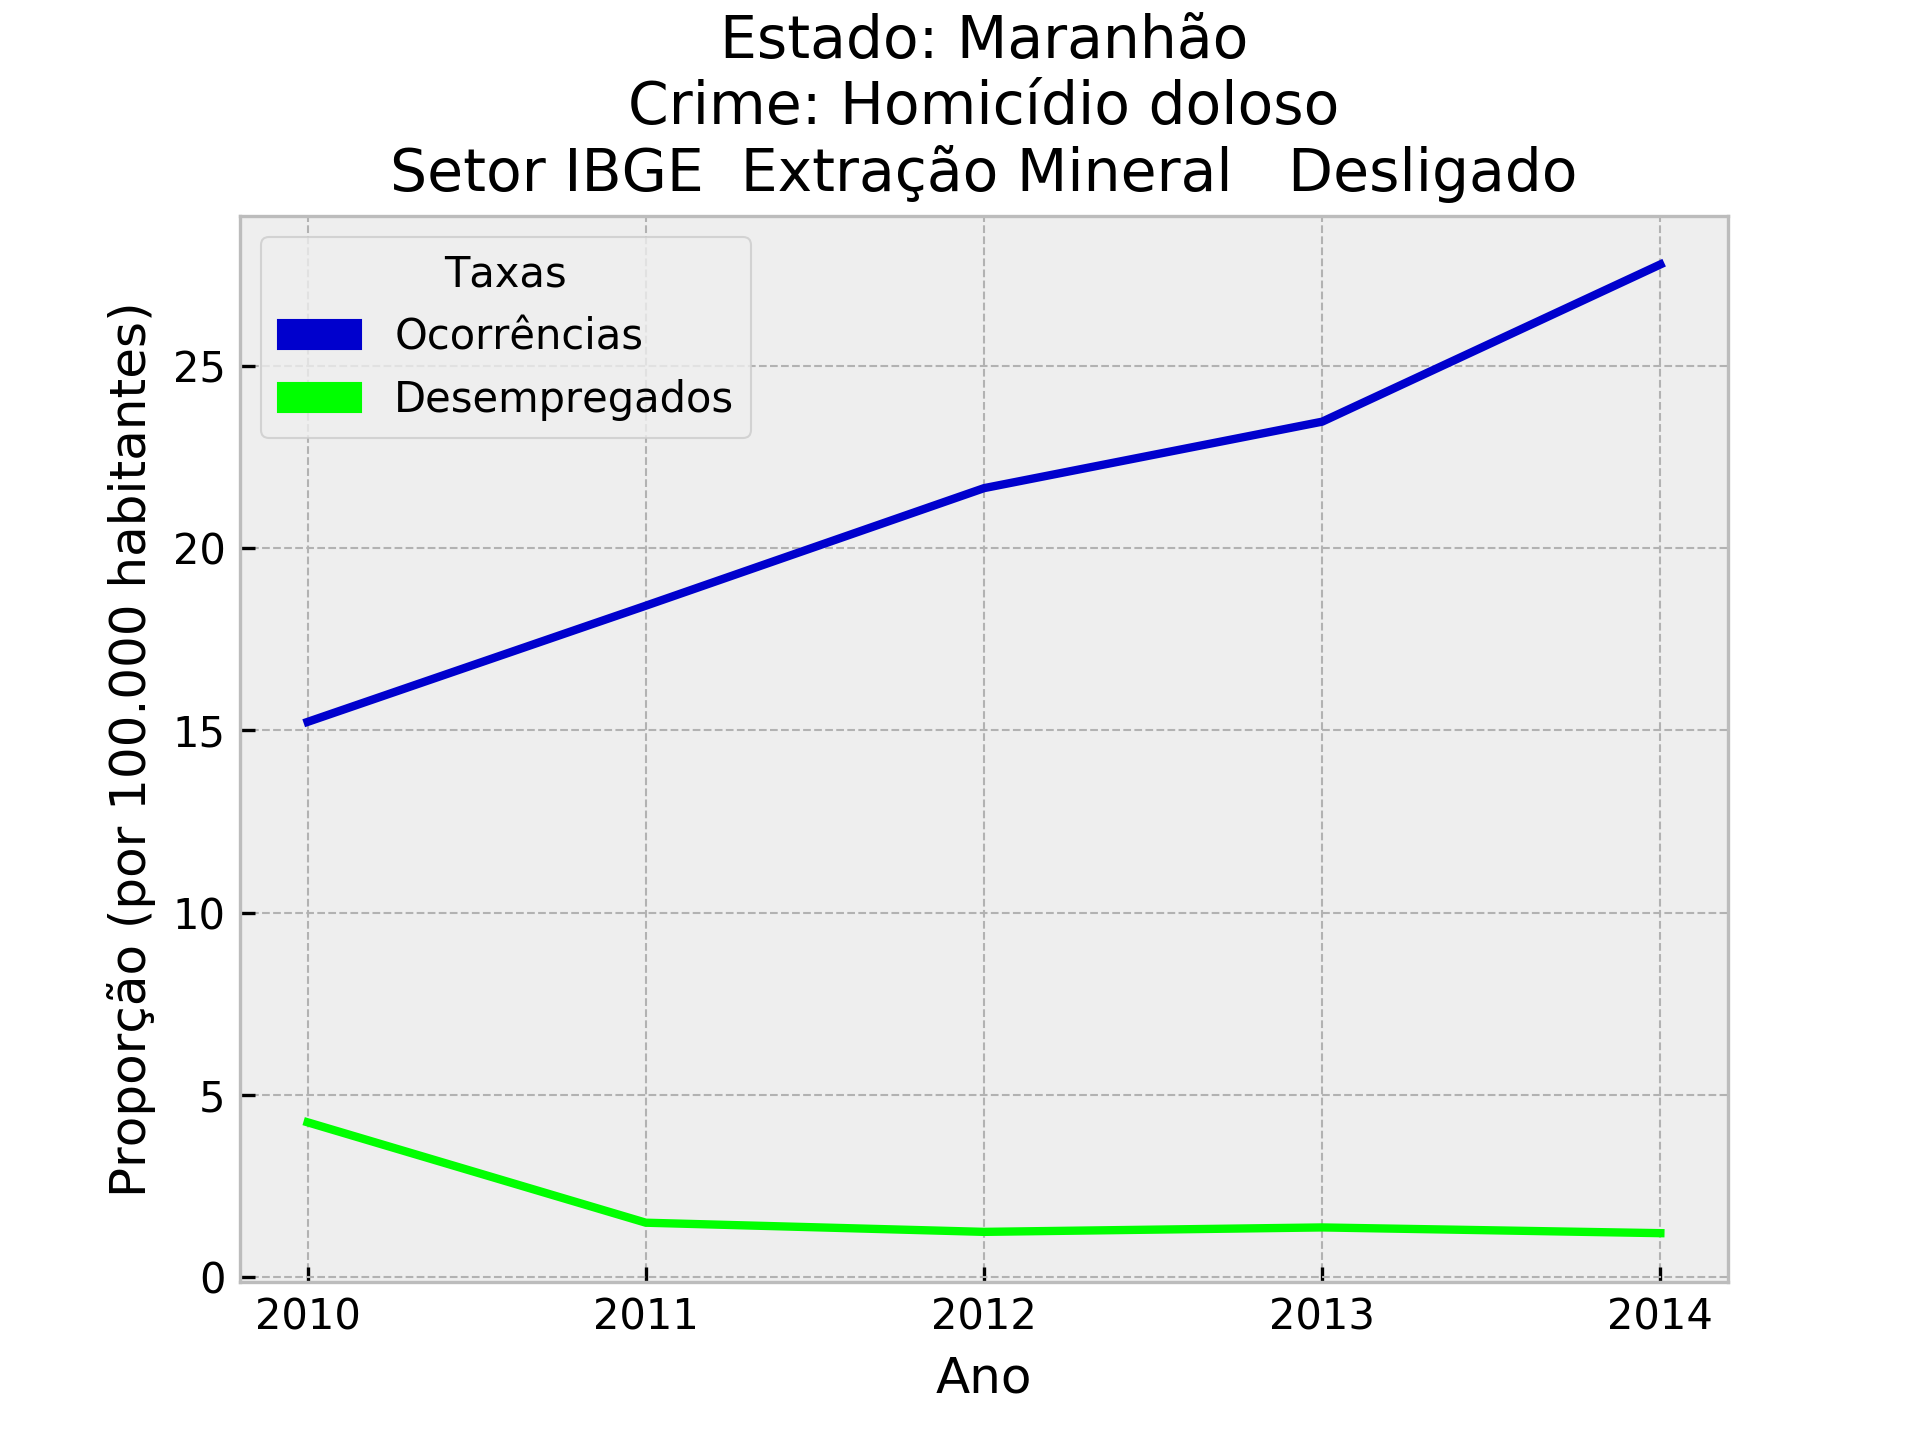 Estado: Maranhão
Crime: Homicídio doloso
Setor IBGE  Extração Mineral   Desligado
Taxas
Ocorrências
Desempregados
Proporção (por 100.000 habitantes)
25
20
15
10
5
0
2010 2011 2012 2013 2014
Ano